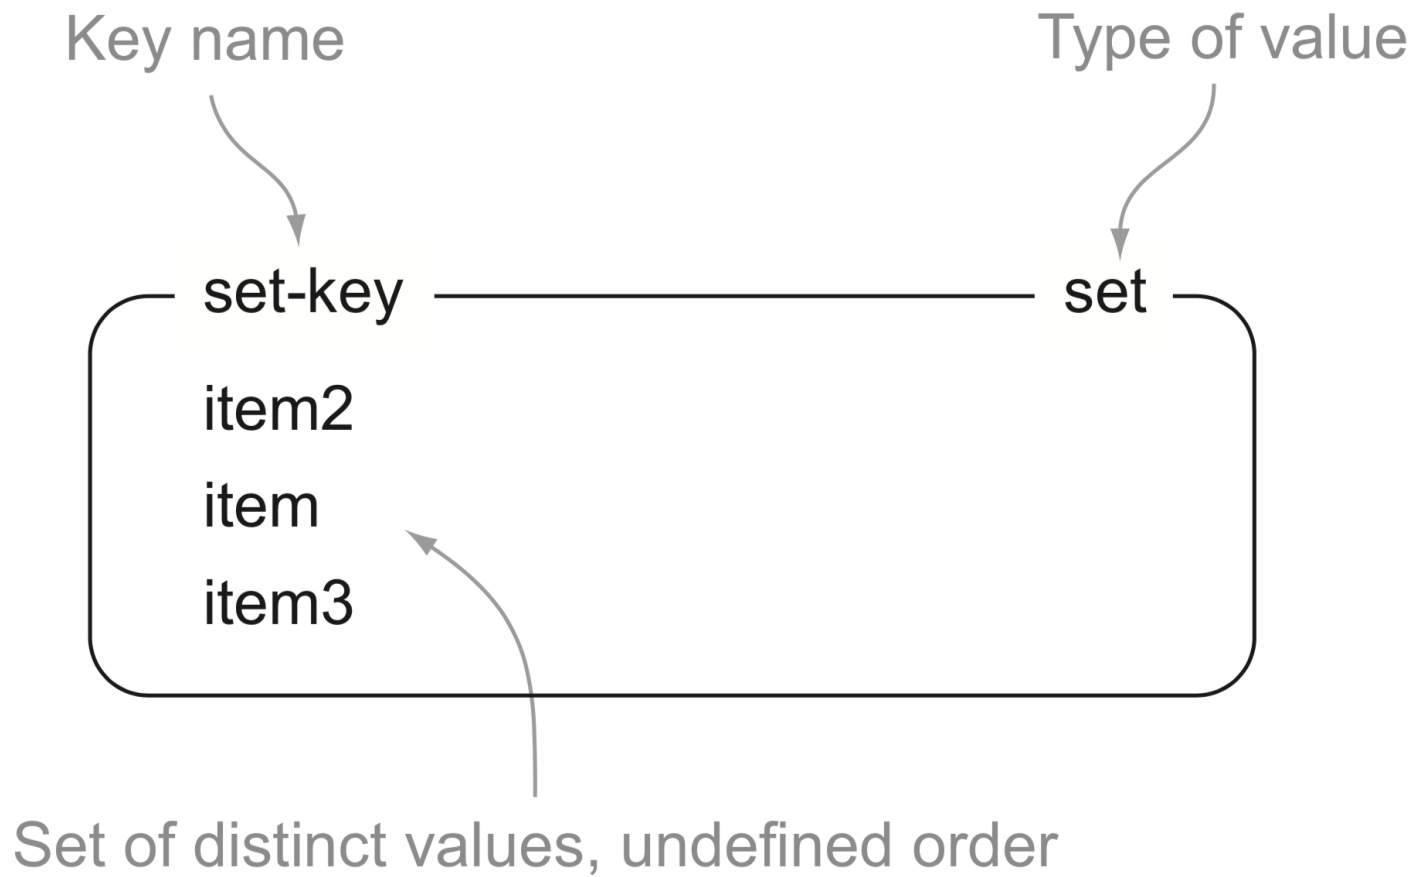 Key name
Type of value
set-key
set
item2
item
item3
Set of distinct values, undefined order